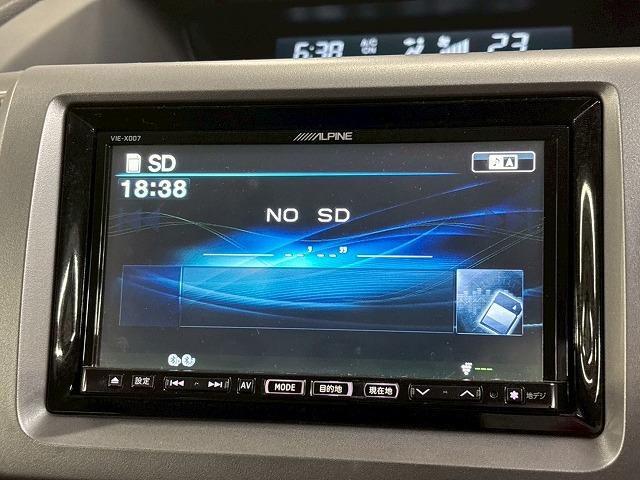 6:38 A/C ON 23
VIE-X007 ALPINE
SD
18:38
NO SD
--'--"
設定 AV MODE 目的地 現在地 地デジ